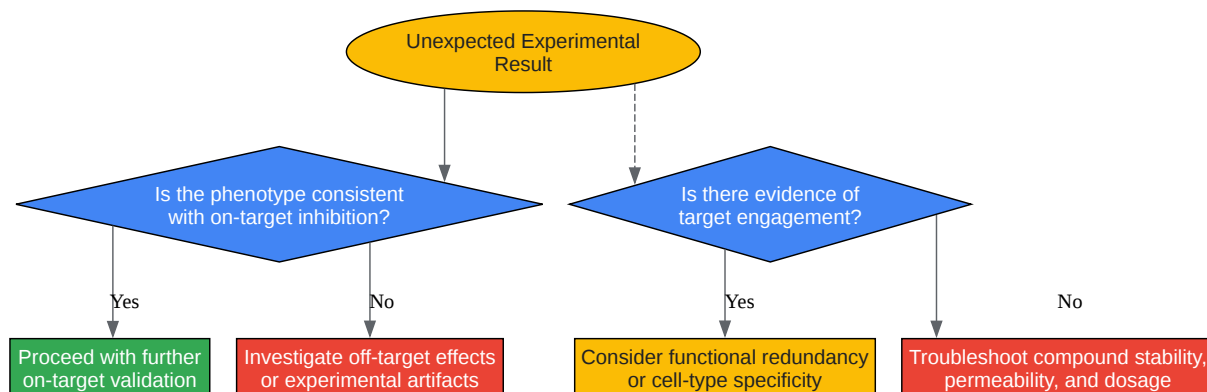 Unexpected Experimental
Result
Is the phenotype consistent
with on-target inhibition?
Is there evidence of
target engagement?
Yes
No
Yes
No
Proceed with further
on-target validation
Investigate off-target effects
or experimental artifacts
Consider functional redundancy
or cell-type specificity
Troubleshoot compound stability,
permeability, and dosage